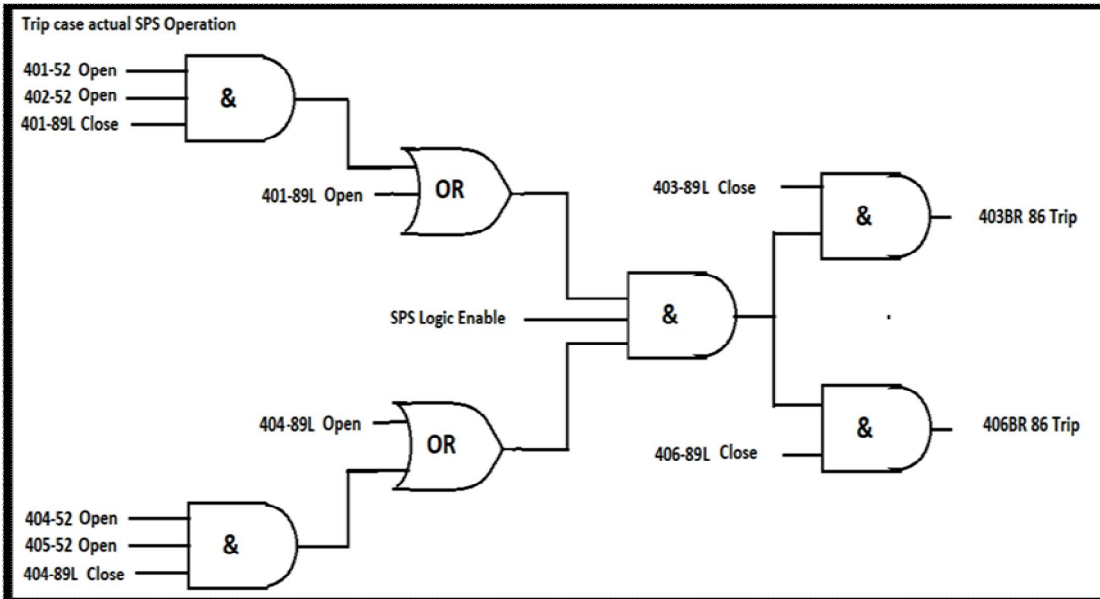 Trip case actual SPS Operation
401-52 Open
402-52 Open
401-89L Close
&
401-89L Open
OR
403-89L Close
&
403BR 86 Trip
SPS Logic Enable
&
404-89L Open
OR
406-89L Close
&
406BR 86 Trip
404-52 Open
405-52 Open
404-89L Close
&